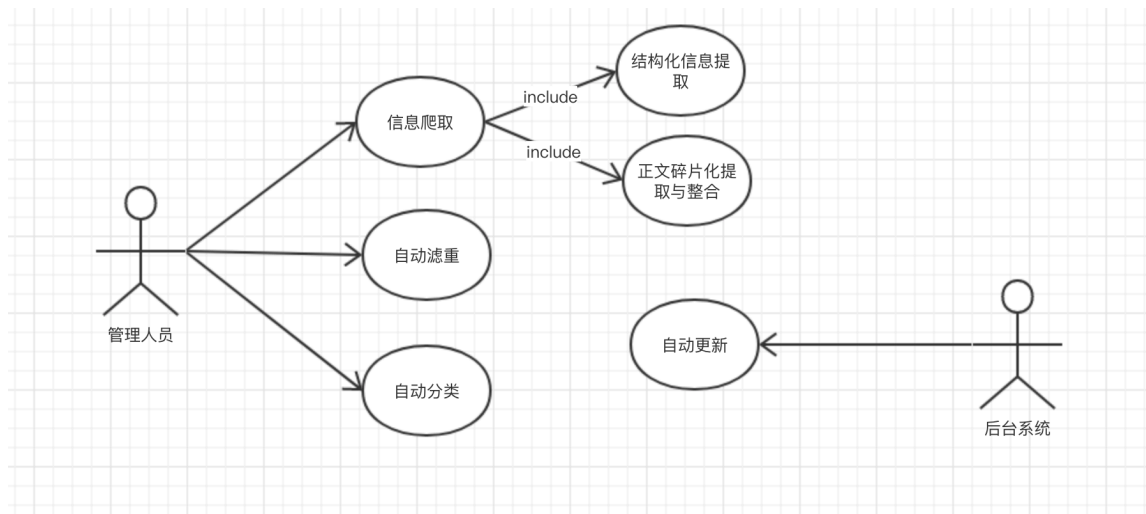 结构化信息提
取
include
信息爬取
include
正文碎片化提
取与整合
自动滤重
管理人员
自动更新
自动分类
后台系统